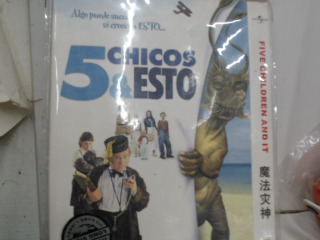 Algo puede suceder
si crees en ESTO...
5 CHICOS
& ESTO
FIVE CHILDREN AND IT
魔法灾神